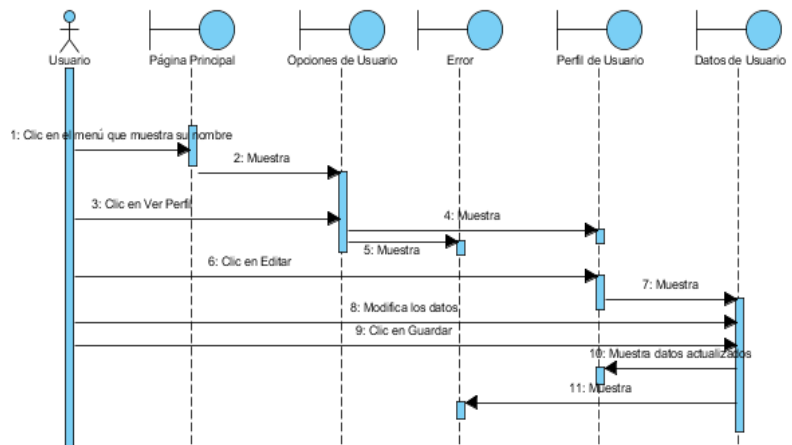 Usuario
Página Principal
Opciones de Usuario
Error
Perfil de Usuario
Datos de Usuario
1: Clic en el menú que muestra su nombre
2: Muestra
3: Clic en Ver Perfil
4: Muestra
5: Muestra
6: Clic en Editar
7: Muestra
8: Modifica los datos
9: Clic en Guardar
10: Muestra datos actualizados
11: Muestra